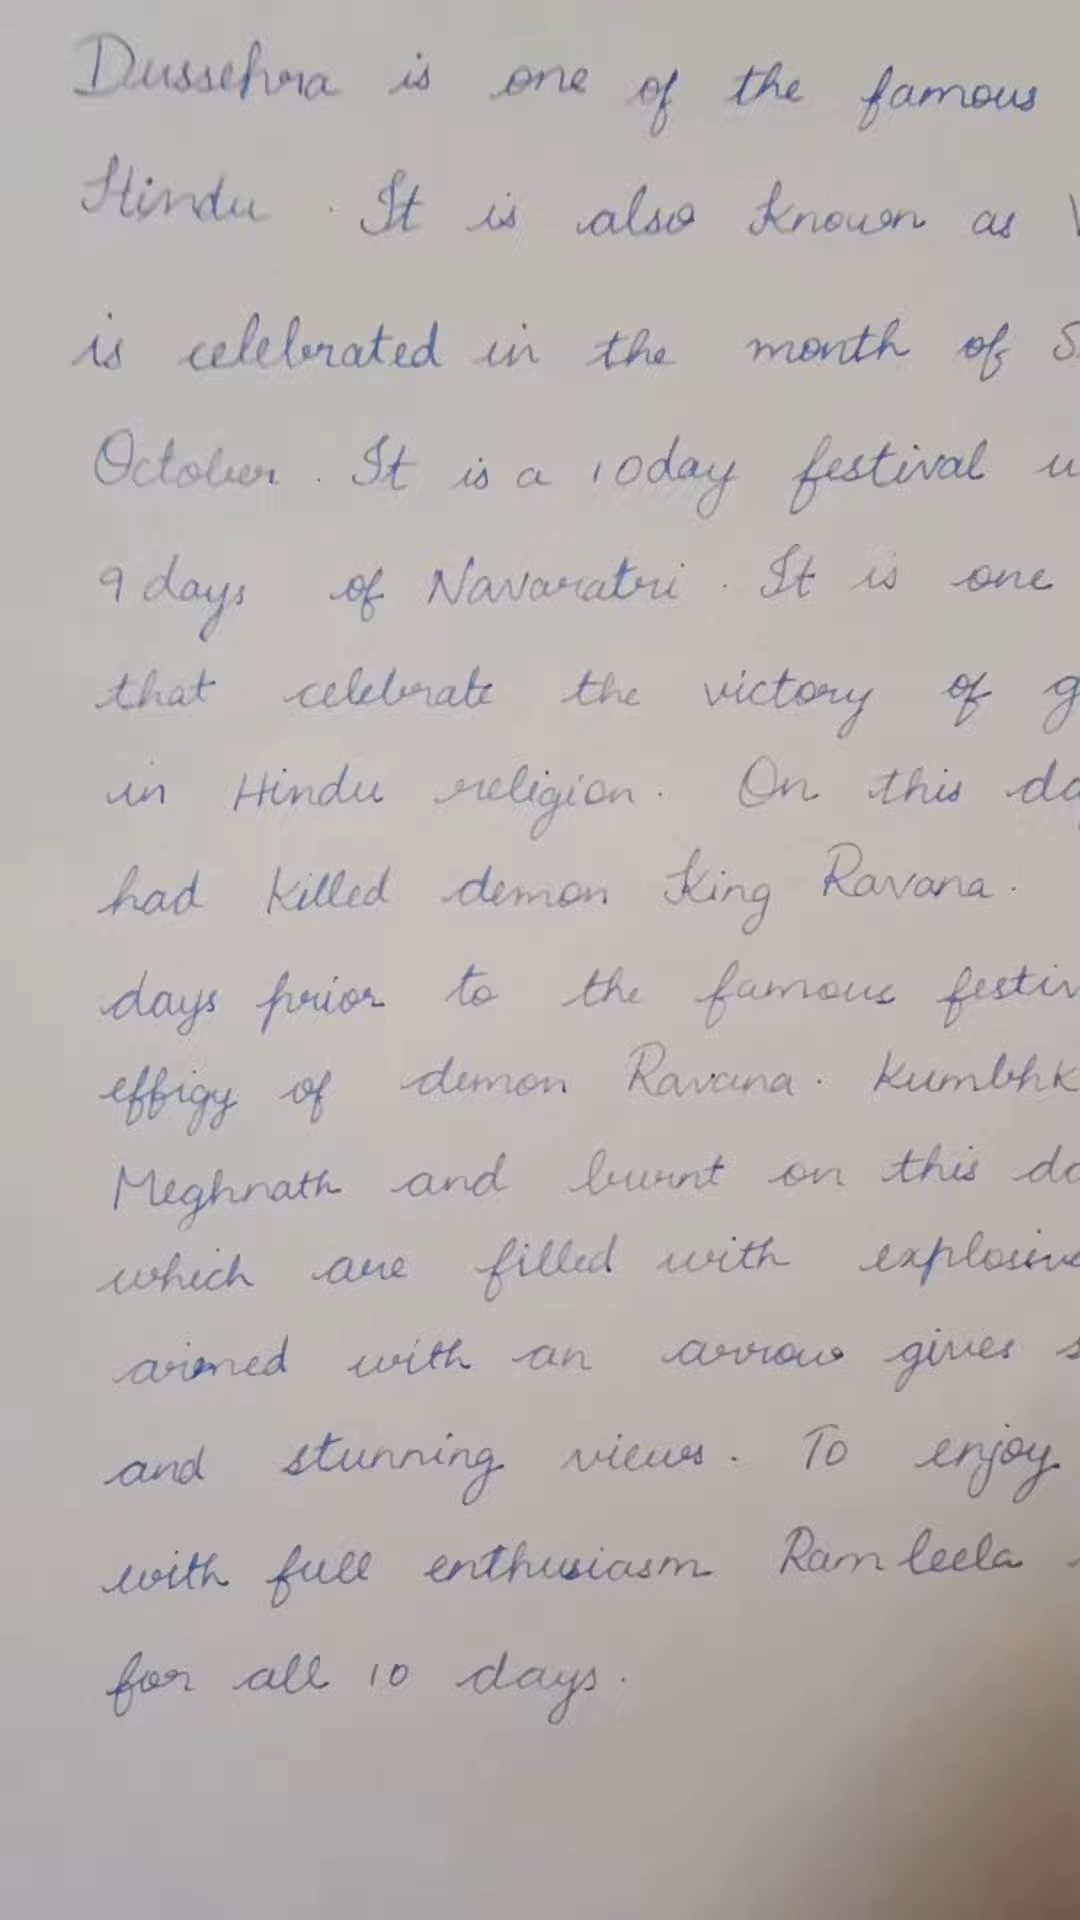 Dussehra is one of the famous
Hindu . It is also known as
is celebrated in the month of
October . It is a 10day festival
9 days of Navaratri . It is one
that celebrate the victory of
in Hindu religion . On this
had killed demon King Ravana .
days prior to the famous
effigy of demon Ravana .
Meghnath and burnt on this
which are filled with
aimed with an arrow gives
and stunning views . To enjoy
with full enthusiasm Ram leela
for all 10 days .